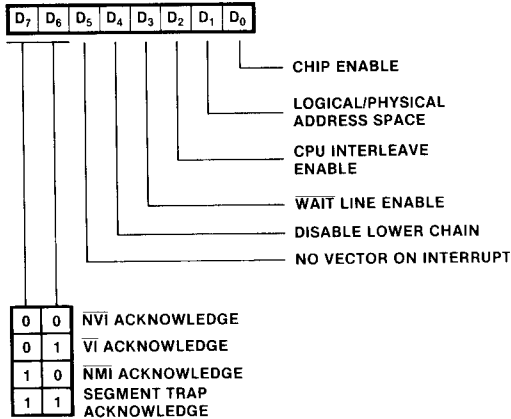 D7 D6 D5 D4 D3 D2 D1 D0
CHIP ENABLE
LOGICAL/PHYSICAL
ADDRESS SPACE
CPU INTERLEAVE
ENABLE
WAIT LINE ENABLE
DISABLE LOWER CHAIN
NO VECTOR ON INTERRUPT
0 0 NVI ACKNOWLEDGE
0 1 VI ACKNOWLEDGE
1 0 NMI ACKNOWLEDGE
1 1 SEGMENT TRAP
ACKNOWLEDGE